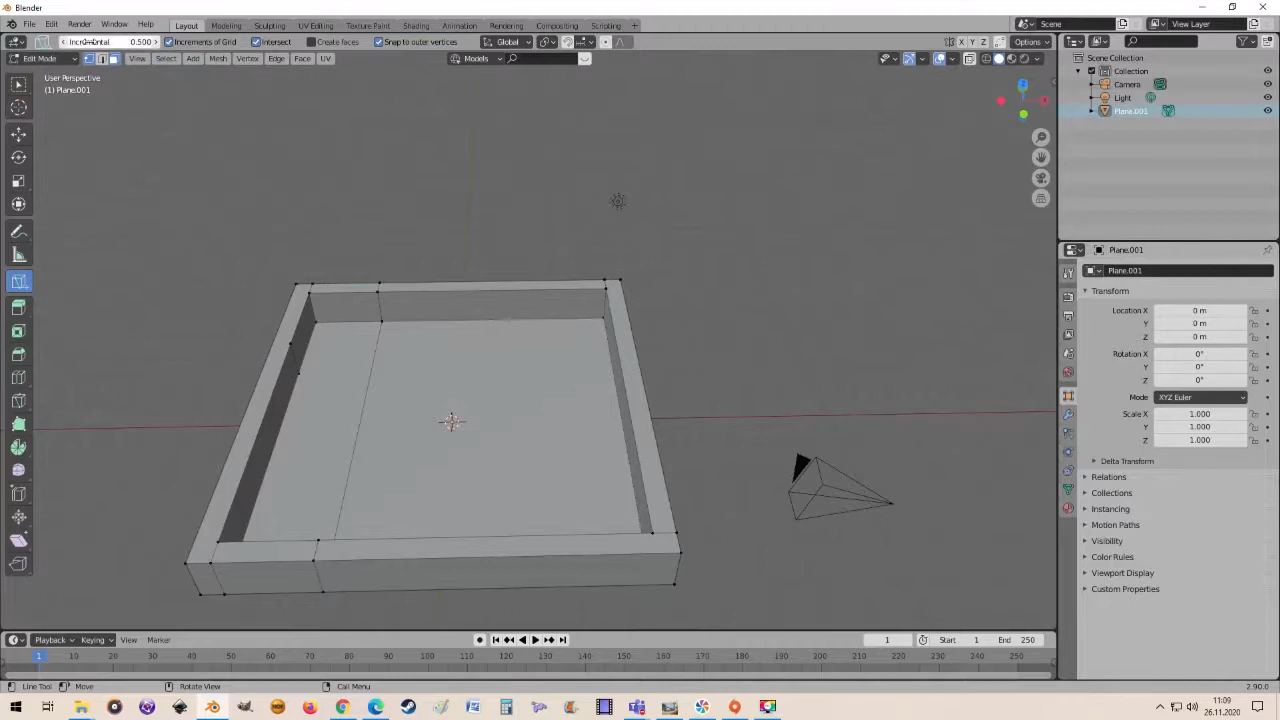 Blender
File Edit Render Window Help Layout Modeling Sculpting UV Editing Texture Paint Shading Animation Rendering Compositing Scripting + Scene View Layer
Incremental 0.500 Increments of Grid Intersect Create faces Snap to outer vertices Global X Y Z Options
Edit Mode View Select Add Mesh Vertex Edge Face UV Models
User Perspective
(1) Plane.001
Scene Collection
Collection
Camera
Light
Plane.001
Plane.001
Plane.001
Transform
Location X 0 m
Y 0 m
Z 0 m
Rotation X 0°
Y 0°
Z 0°
Mode XYZ Euler
Scale X 1.000
Y 1.000
Z 1.000
Delta Transform
Relations
Collections
Instancing
Motion Paths
Visibility
Color Rules
Viewport Display
Custom Properties
Playback Keying View Marker 1 Start 1 End 250
1 10 20 30 40 50 60 70 80 90 100 110 120 130 140 150 160 170 180 190 200 210 220 230 240 250
Line Tool Move Rotate View Call Menu 2.90.0
11:09
26.11.2020